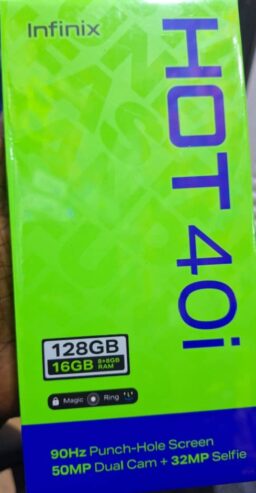 Infinix
HOT 40i
128GB
16GB 8+8GB RAM
Magic Ring
90Hz Punch-Hole Screen
50MP Dual Cam + 32MP Selfie